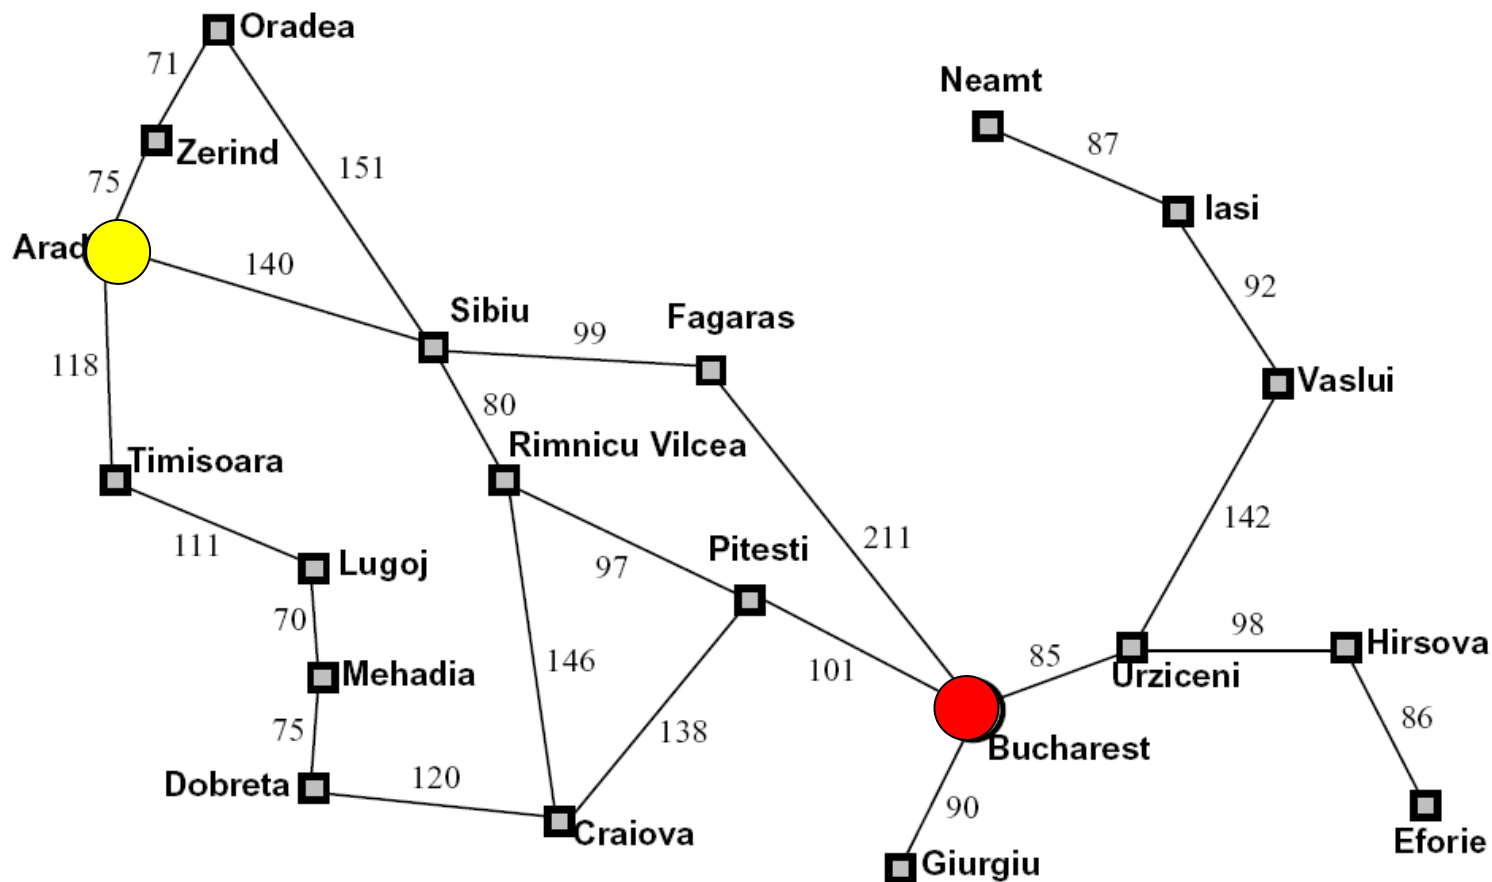 Oradea
71
Neamt
87
Zerind
151
75
Iasi
Arad
140
92
Sibiu
99
Fagaras
118
Vaslui
80
Rimnicu Vilcea
Timisoara
142
111
211
Pitesti
Lugoj
97
70
98
Hirsova
85
146
101
Urziceni
Mehadia
86
75
138
Bucharest
120
Dobreta
90
Craiova
Eforie
Giurgiu